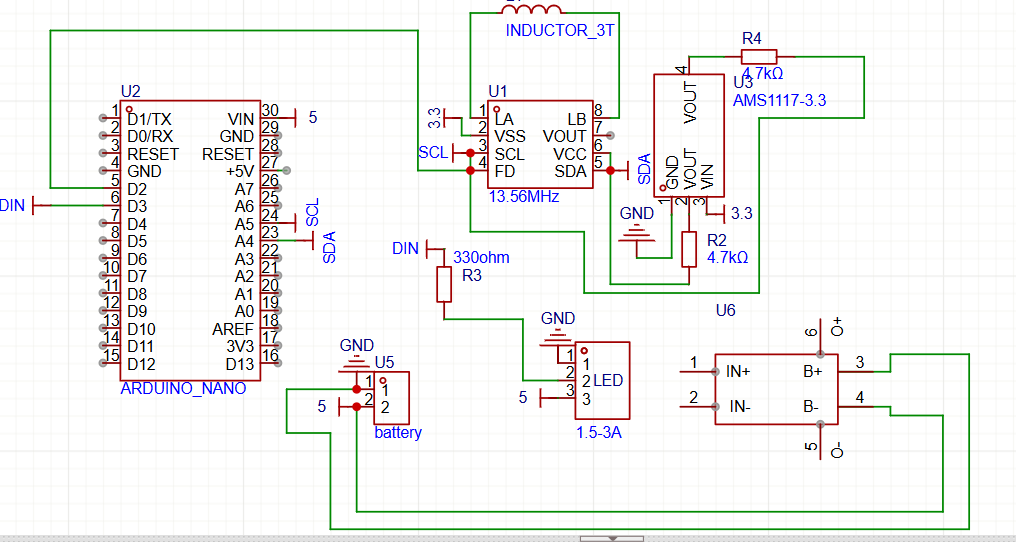 INDUCTOR_3T
U2
1 D1/TX
2 D0/RX
3 RESET
4 GND
5 D2
6 D3
7 D4
8 D5
9 D6
10 D7
11 D8
12 D9
13 D10
14 D11
15 D12
VIN 30
GND 29
RESET 28
+5V 27
A7 26
A6 25
A5 24
A4 23
A3 22
A2 21
A1 20
A0 19
AREF 18
3V3 17
D13 16
ARDUINO_NANO
5
SCL
SDA
DIN
U1
1 LA
2 VSS
3 SCL
4 FD
LB 8
VOUT 7
VCC 6
SDA 5
13.56MHz
3.3
SCL
SDA
R4
4.7kΩ
U3
AMS1117-3.3
4 VOUT
1 GND
2 VOUT
3 VIN
3.3
GND
R2
4.7kΩ
DIN
330ohm
R3
GND
1 1
2 2 LED
3 3
5
1.5-3A
GND
U5
1 1
2 2
5
battery
U6
1 IN+
2 IN-
B+ 3
B- 4
6 O+
5 O-